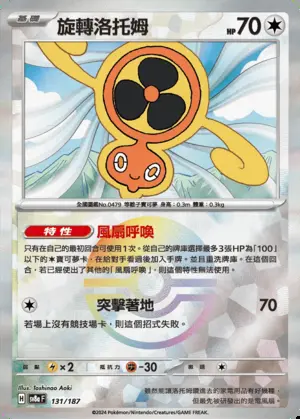 基礎 旋轉洛托姆 HP70
全國圖鑑No.0479 等離子寶可夢 身高：0.3m 體重：0.3kg
特性 風扇呼喚
只有在自己的最初回合可使用1次。從自己的牌庫選擇最多3張HP為「100」
以下的寶可夢卡，在給對手看過後加入手牌。並且重洗牌庫。在這個回
合，若已經使出了其他的「風扇呼喚」，則這個特性無法使用。
突擊著地 70
若場上沒有競技場卡，則這個招式失敗。
弱點 ×2 抵抗力 -30 撤退
Illus. Toshinao Aoki
H sv8a F 131/187
©2024 Pokémon/Nintendo/Creatures/GAME FREAK.